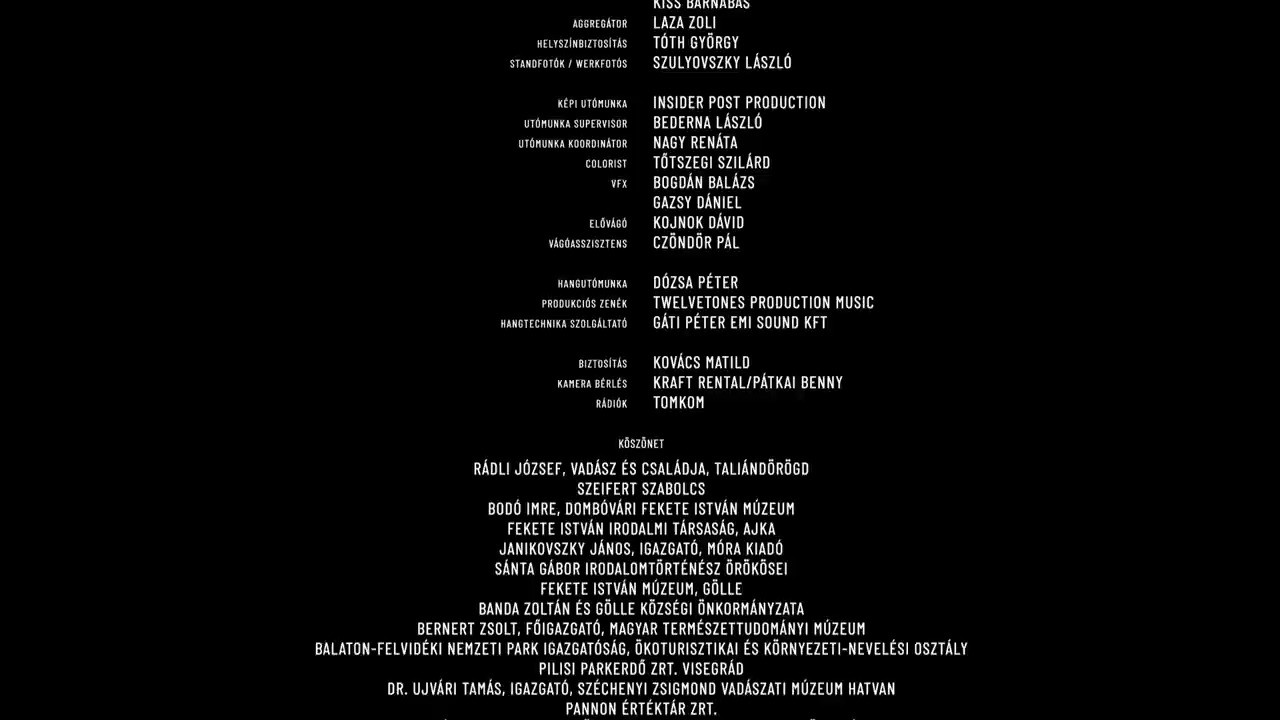 KISS BARNABÁS
AGGREGÁTOR LAZA ZOLI
HELYSZÍNBIZTOSÍTÁS TÓTH GYÖRGY
STANDFOTÓK / WERKFOTÓS SZULYOVSZKY LÁSZLÓ
KÉPI UTÓMUNKA INSIDER POST PRODUCTION
UTÓMUNKA SUPERVISOR BEDERNA LÁSZLÓ
UTÓMUNKA KOORDINÁTOR NAGY RENÁTA
COLORIST TŐTSZEGI SZILÁRD
VFX BOGDÁN BALÁZS
GAZSY DÁNIEL
ELŐVÁGÓ KOJNOK DÁVID
VÁGÓASSZISZTENS CZÖNDÖR PÁL
HANGUTÓMUNKA DÓZSA PÉTER
PRODUKCIÓS ZENÉK TWELVETONES PRODUCTION MUSIC
HANGTECHNIKA SZOLGÁLTATÓ GÁTI PÉTER EMI SOUND KFT
BIZTOSÍTÁS KOVÁCS MATILD
KAMERA BÉRLÉS KRAFT RENTAL/PÁTKAI BENNY
RÁDIÓK TOMKOM
KÖSZÖNET
RÁDLI JÓZSEF, VADÁSZ ÉS CSALÁDJA, TALIÁNDÖRÖGD
SZEIFERT SZABOLCS
BODÓ IMRE, DOMBÓVÁRI FEKETE ISTVÁN MÚZEUM
FEKETE ISTVÁN IRODALMI TÁRSASÁG, AJKA
JANIKOVSZKY JÁNOS, IGAZGATÓ, MÓRA KIADÓ
SÁNTA GÁBOR IRODALOMTÖRTÉNÉSZ ÖRÖKÖSEI
FEKETE ISTVÁN MÚZEUM, GÖLLE
BANDA ZOLTÁN ÉS GÖLLE KÖZSÉGI ÖNKORMÁNYZATA
BERNERT ZSOLT, FŐIGAZGATÓ, MAGYAR TERMÉSZETTUDOMÁNYI MÚZEUM
BALATON-FELVIDÉKI NEMZETI PARK IGAZGATÓSÁG, ÖKOTURISZTIKAI ÉS KÖRNYEZETI-NEVELÉSI OSZTÁLY
PILISI PARKERDŐ ZRT. VISEGRÁD
DR. UJVÁRI TAMÁS, IGAZGATÓ, SZÉCHENYI ZSIGMOND VADÁSZATI MÚZEUM HATVAN
PANNON ÉRTÉKTÁR ZRT.